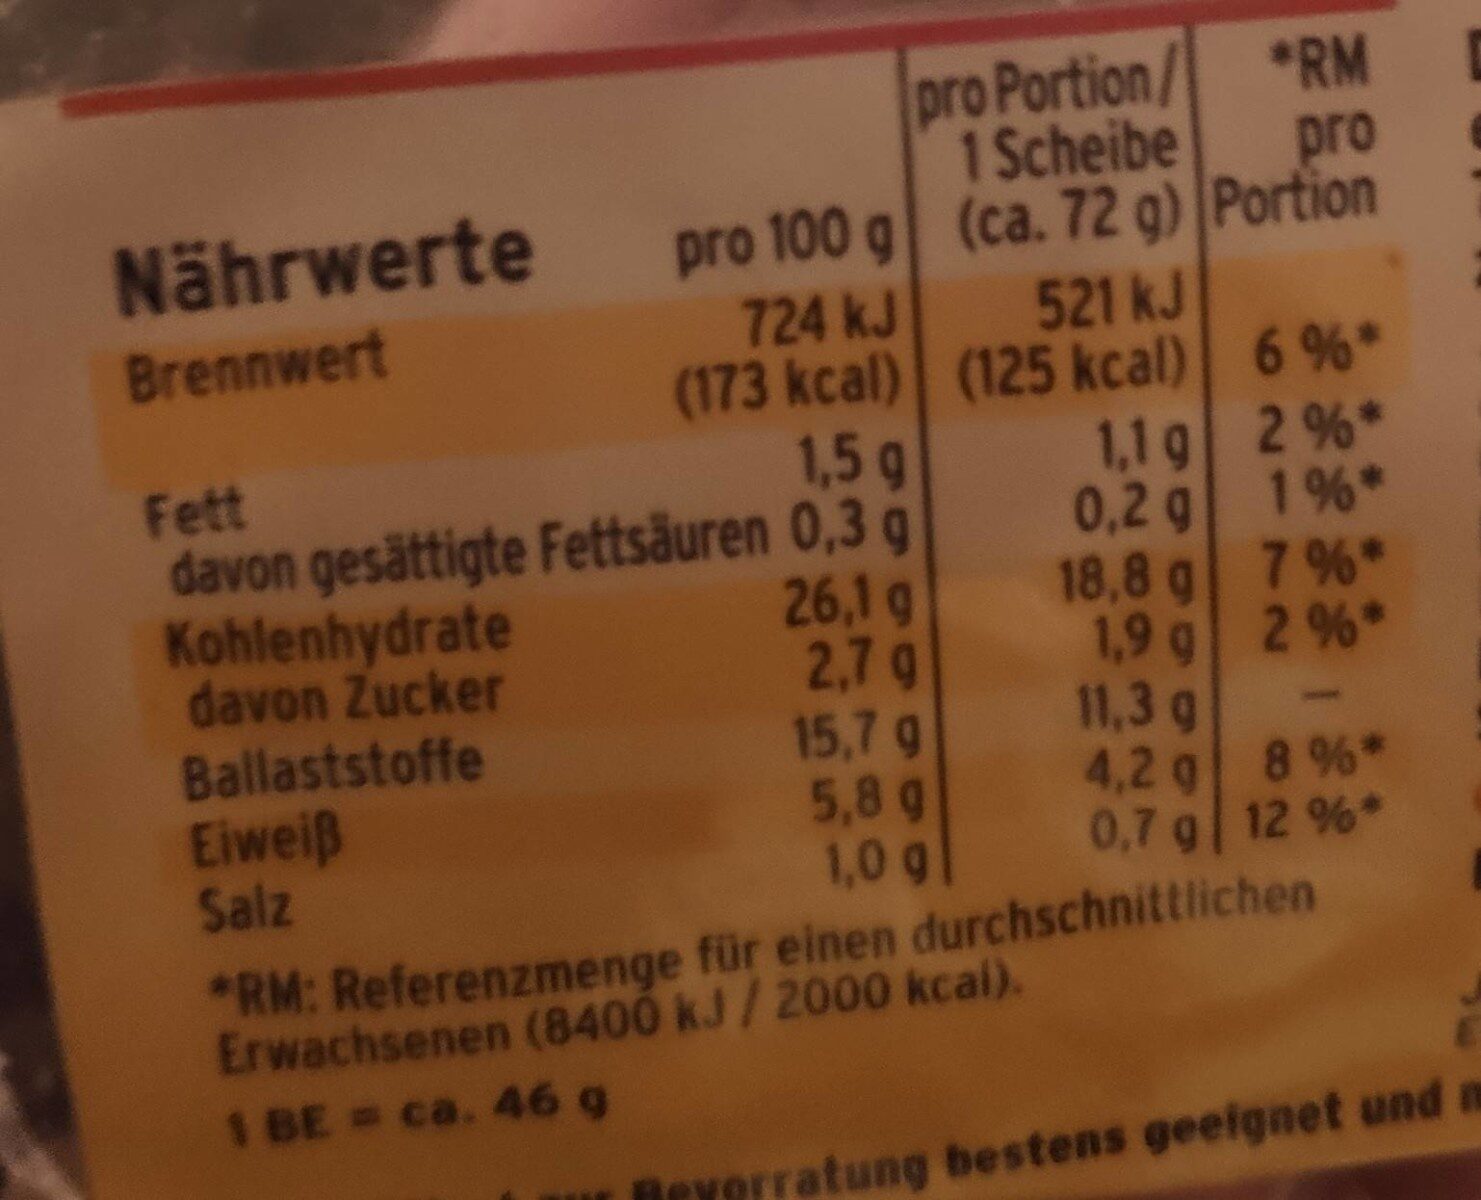 Nährwerte pro 100 g pro Portion / 1 Scheibe (ca. 72 g) *RM pro Portion
Brennwert 724 kJ (173 kcal) 521 kJ (125 kcal) 6 %*
Fett 1,5 g 1,1 g 2 %*
davon gesättigte Fettsäuren 0,3 g 0,2 g 1 %*
Kohlenhydrate 26,1 g 18,8 g 7 %*
davon Zucker 2,7 g 1,9 g 2 %*
Ballaststoffe 15,7 g 11,3 g –
Eiweiß 5,8 g 4,2 g 8 %*
Salz 1,0 g 0,7 g 12 %*
*RM: Referenzmenge für einen durchschnittlichen
Erwachsenen (8400 kJ / 2000 kcal).
1 BE = ca. 46 g
zur Bevorratung bestens geeignet und